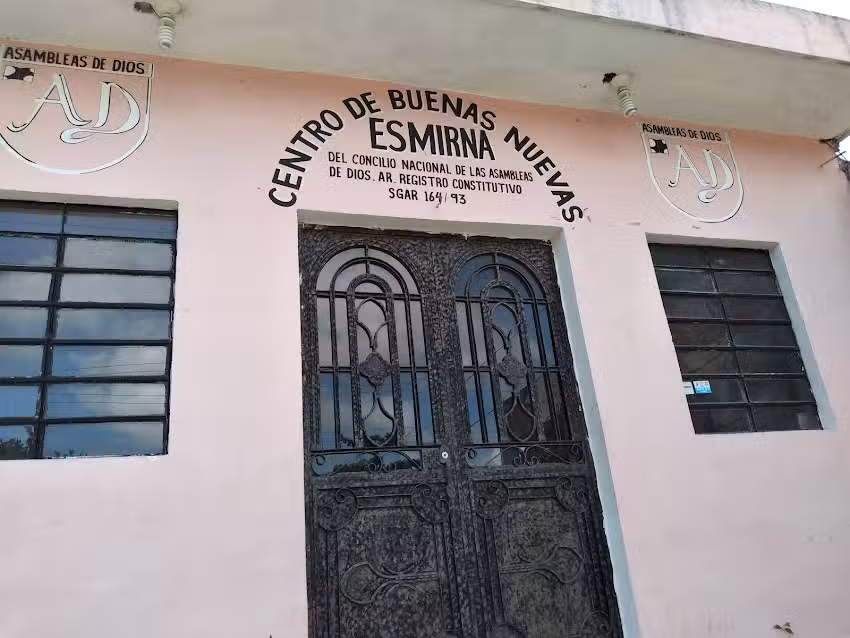 ASAMBLEAS DE DIOS
AD
CENTRO DE BUENAS NUEVAS
ESMIRNA
DEL CONCILIO NACIONAL DE LAS ASAMBLEAS
DE DIOS. AR. REGISTRO CONSTITUTIVO
SGAR 164/93
ASAMBLEAS DE DIOS
AD